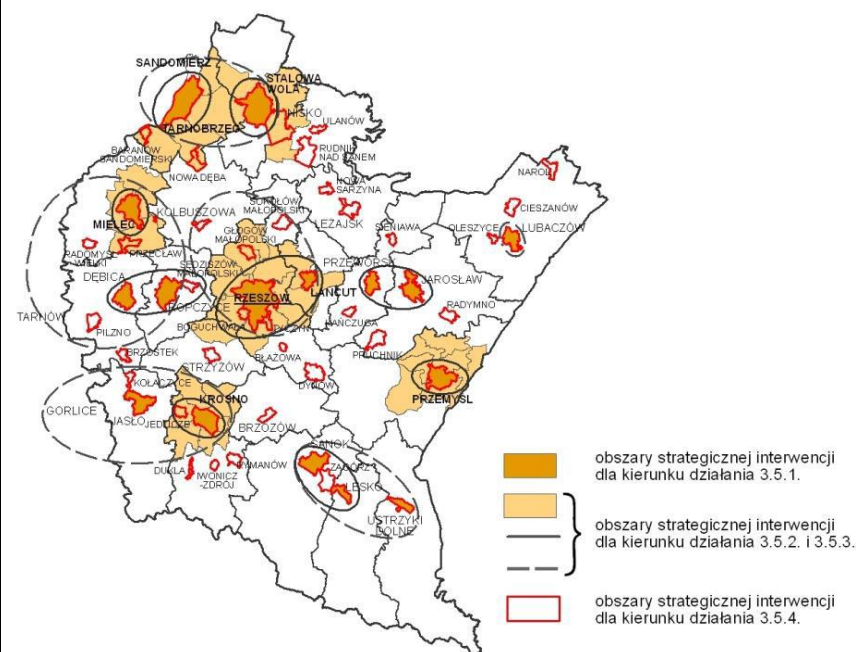 SANDOMIERZ
STALOWA
WOLA
NISKO
TARNOBRZEG
ULANÓW
BARANÓW
SANDOMIERSKI
RUDNIK
NAD SANEM
NOWA DĘBA
NOWA
SARZYNA
NAROL
CIESZANÓW
SOKOŁÓW
MAŁOPOLSKI
KOLBUSZOWA
LEŻAJSK
MIELEC
GŁOGÓW
MAŁOPOLSKI
SIENIAWA
OLESZYCE
LUBACZÓW
RADOMYŚL
WIELKI
PRZECŁAW
SĘDZISZÓW
MAŁOPOLSKI
PRZEWORSK
DĘBICA
JAROSŁAW
RZESZÓW
ŁAŃCUT
ROPCZYCE
RADYMNO
TARNÓW
PILZNO
BOGUCHWAŁA
TYCZYN
KAŃCZUGA
BRZOSTEK
STRZYŻÓW
BŁAŻOWA
PRUCHNIK
DYNÓW
KOŁACZYCE
KROSNO
PRZEMYŚL
GORLICE
JASŁO
JEDLICZE
BRZOZÓW
SANOK
DUKLA
IWONICZ
-ZDRÓJ
RYMANÓW
ZAGÓRZ
LESKO
USTRZYKI
DOLNE
obszary strategicznej interwencji
dla kierunku działania 3.5.1.
obszary strategicznej interwencji
dla kierunku działania 3.5.2. i 3.5.3.
obszary strategicznej interwencji
dla kierunku działania 3.5.4.